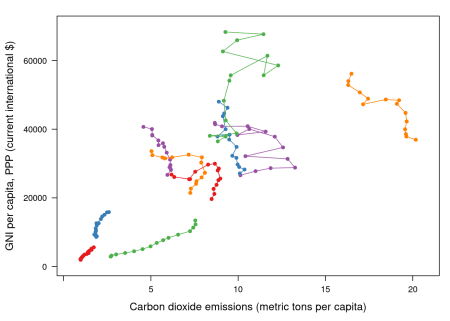 GNI per capita, PPP (current international $)
60000
40000
20000
0
5 10 15 20
Carbon dioxide emissions (metric tons per capita)